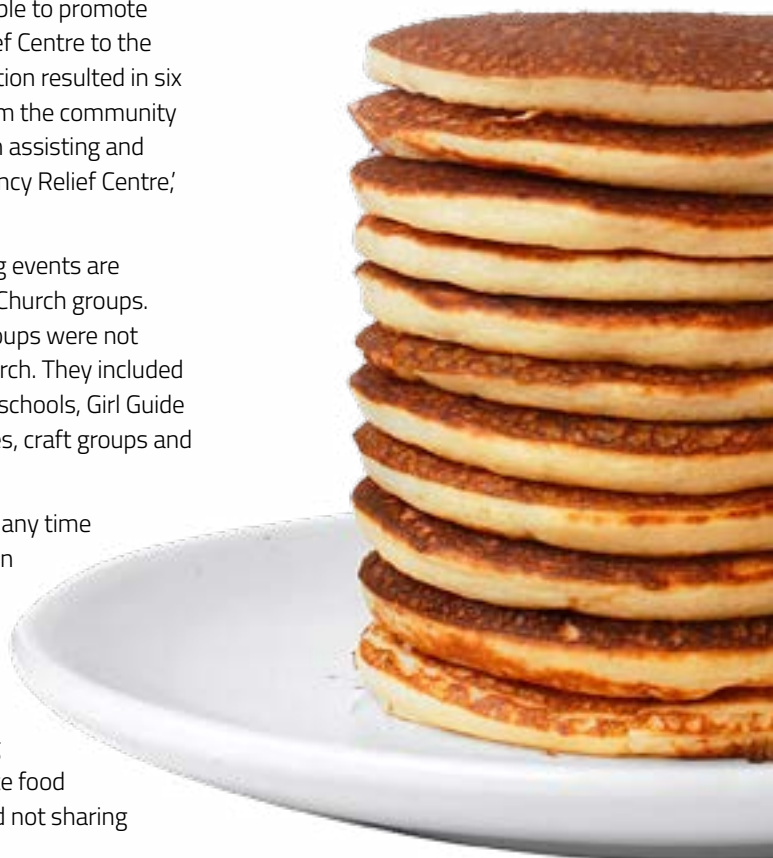 ble to promote
ef Centre to the
tion resulted in six
m the community
assisting and
ncy Relief Centre,'
g events are
Church groups.
oups were not
rch. They included
schools, Girl Guide
es, craft groups and
any time
n
e food
d not sharing